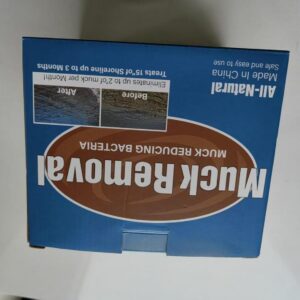 Muck Removal
MUCK REDUCING BACTERIA
Before
After
Eliminates up to 2" of muck per Month!
Treats 15' of Shoreline up to 3 Months
All-Natural
Made In China
Safe and easy to use